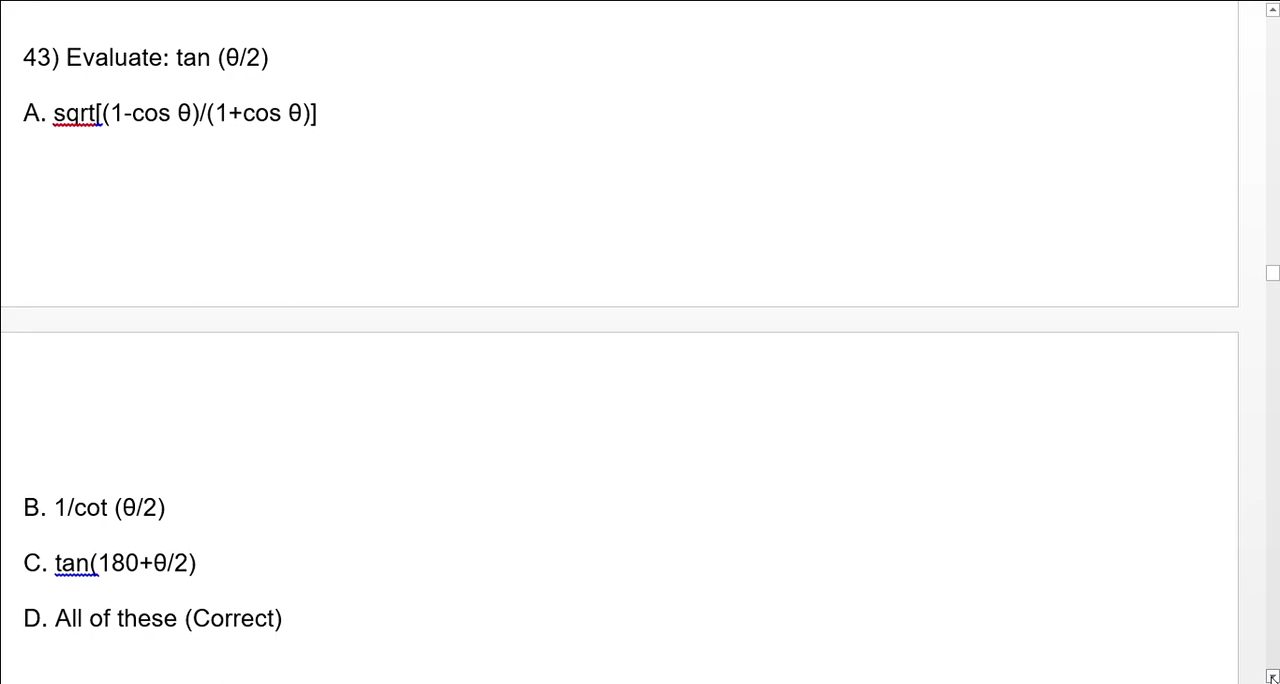 43) Evaluate: tan (θ/2)
A. sqrt[(1-cos θ)/(1+cos θ)]
B. 1/cot (θ/2)
C. tan(180+θ/2)
D. All of these (Correct)